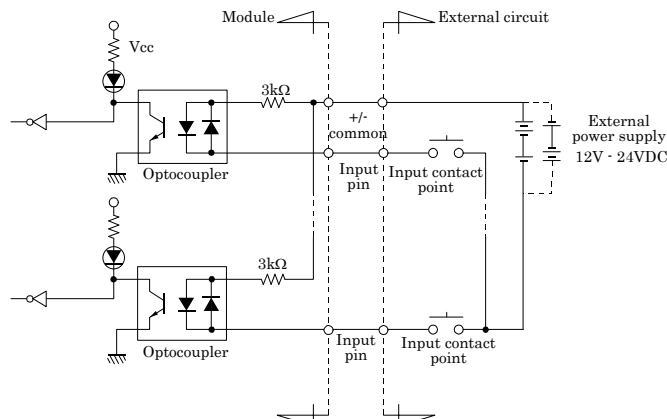 Module
External circuit
Vcc
3kΩ
+/-
common
External
power supply
12V - 24VDC
Input
pin
Input contact
point
Optocoupler
3kΩ
Input
pin
Input contact
point
Optocoupler